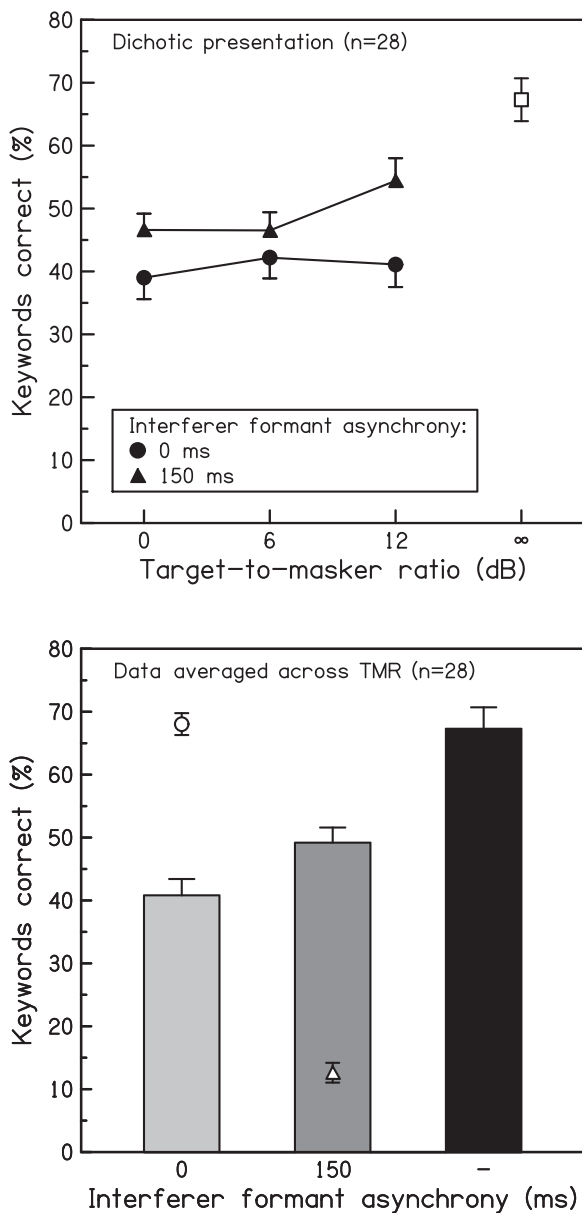 80
70
60
50
40
30
20
10
0
Keywords correct (%)
Dichotic presentation (n=28)
Interferer formant asynchrony:
0 ms
150 ms
0 6 12 ∞
Target-to-masker ratio (dB)
80
70
60
50
40
30
20
10
0
Keywords correct (%)
Data averaged across TMR (n=28)
0 150 -
Interferer formant asynchrony (ms)